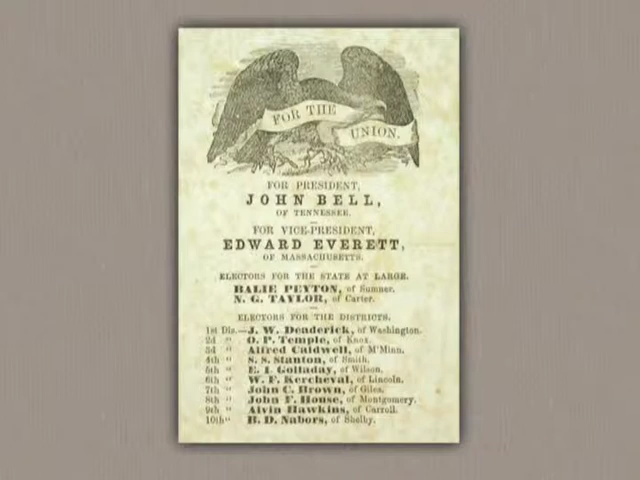 FOR THE
UNION.
FOR PRESIDENT,
JOHN BELL,
OF TENNESSEE.
FOR VICE-PRESIDENT,
EDWARD EVERETT,
OF MASSACHUSETTS.
ELECTORS FOR THE STATE AT LARGE.
BALIE PEYTON, of Sumner.
N. G. TAYLOR, of Carter.
ELECTORS FOR THE DISTRICTS.
1st Dis.—J. W. Deaderick, of Washington.
2d " O. P. Temple, of Knox.
3d " Alfred Caldwell, of M'Minn.
4th " S. S. Stanton, of Smith.
5th " E. I. Golladay, of Wilson.
6th " W. F. Kercheval, of Lincoln.
7th " John C. Brown, of Giles.
8th " John F. House, of Montgomery.
9th " Alvin Hawkins, of Carroll.
10th " B. D. Nabors, of Shelby.